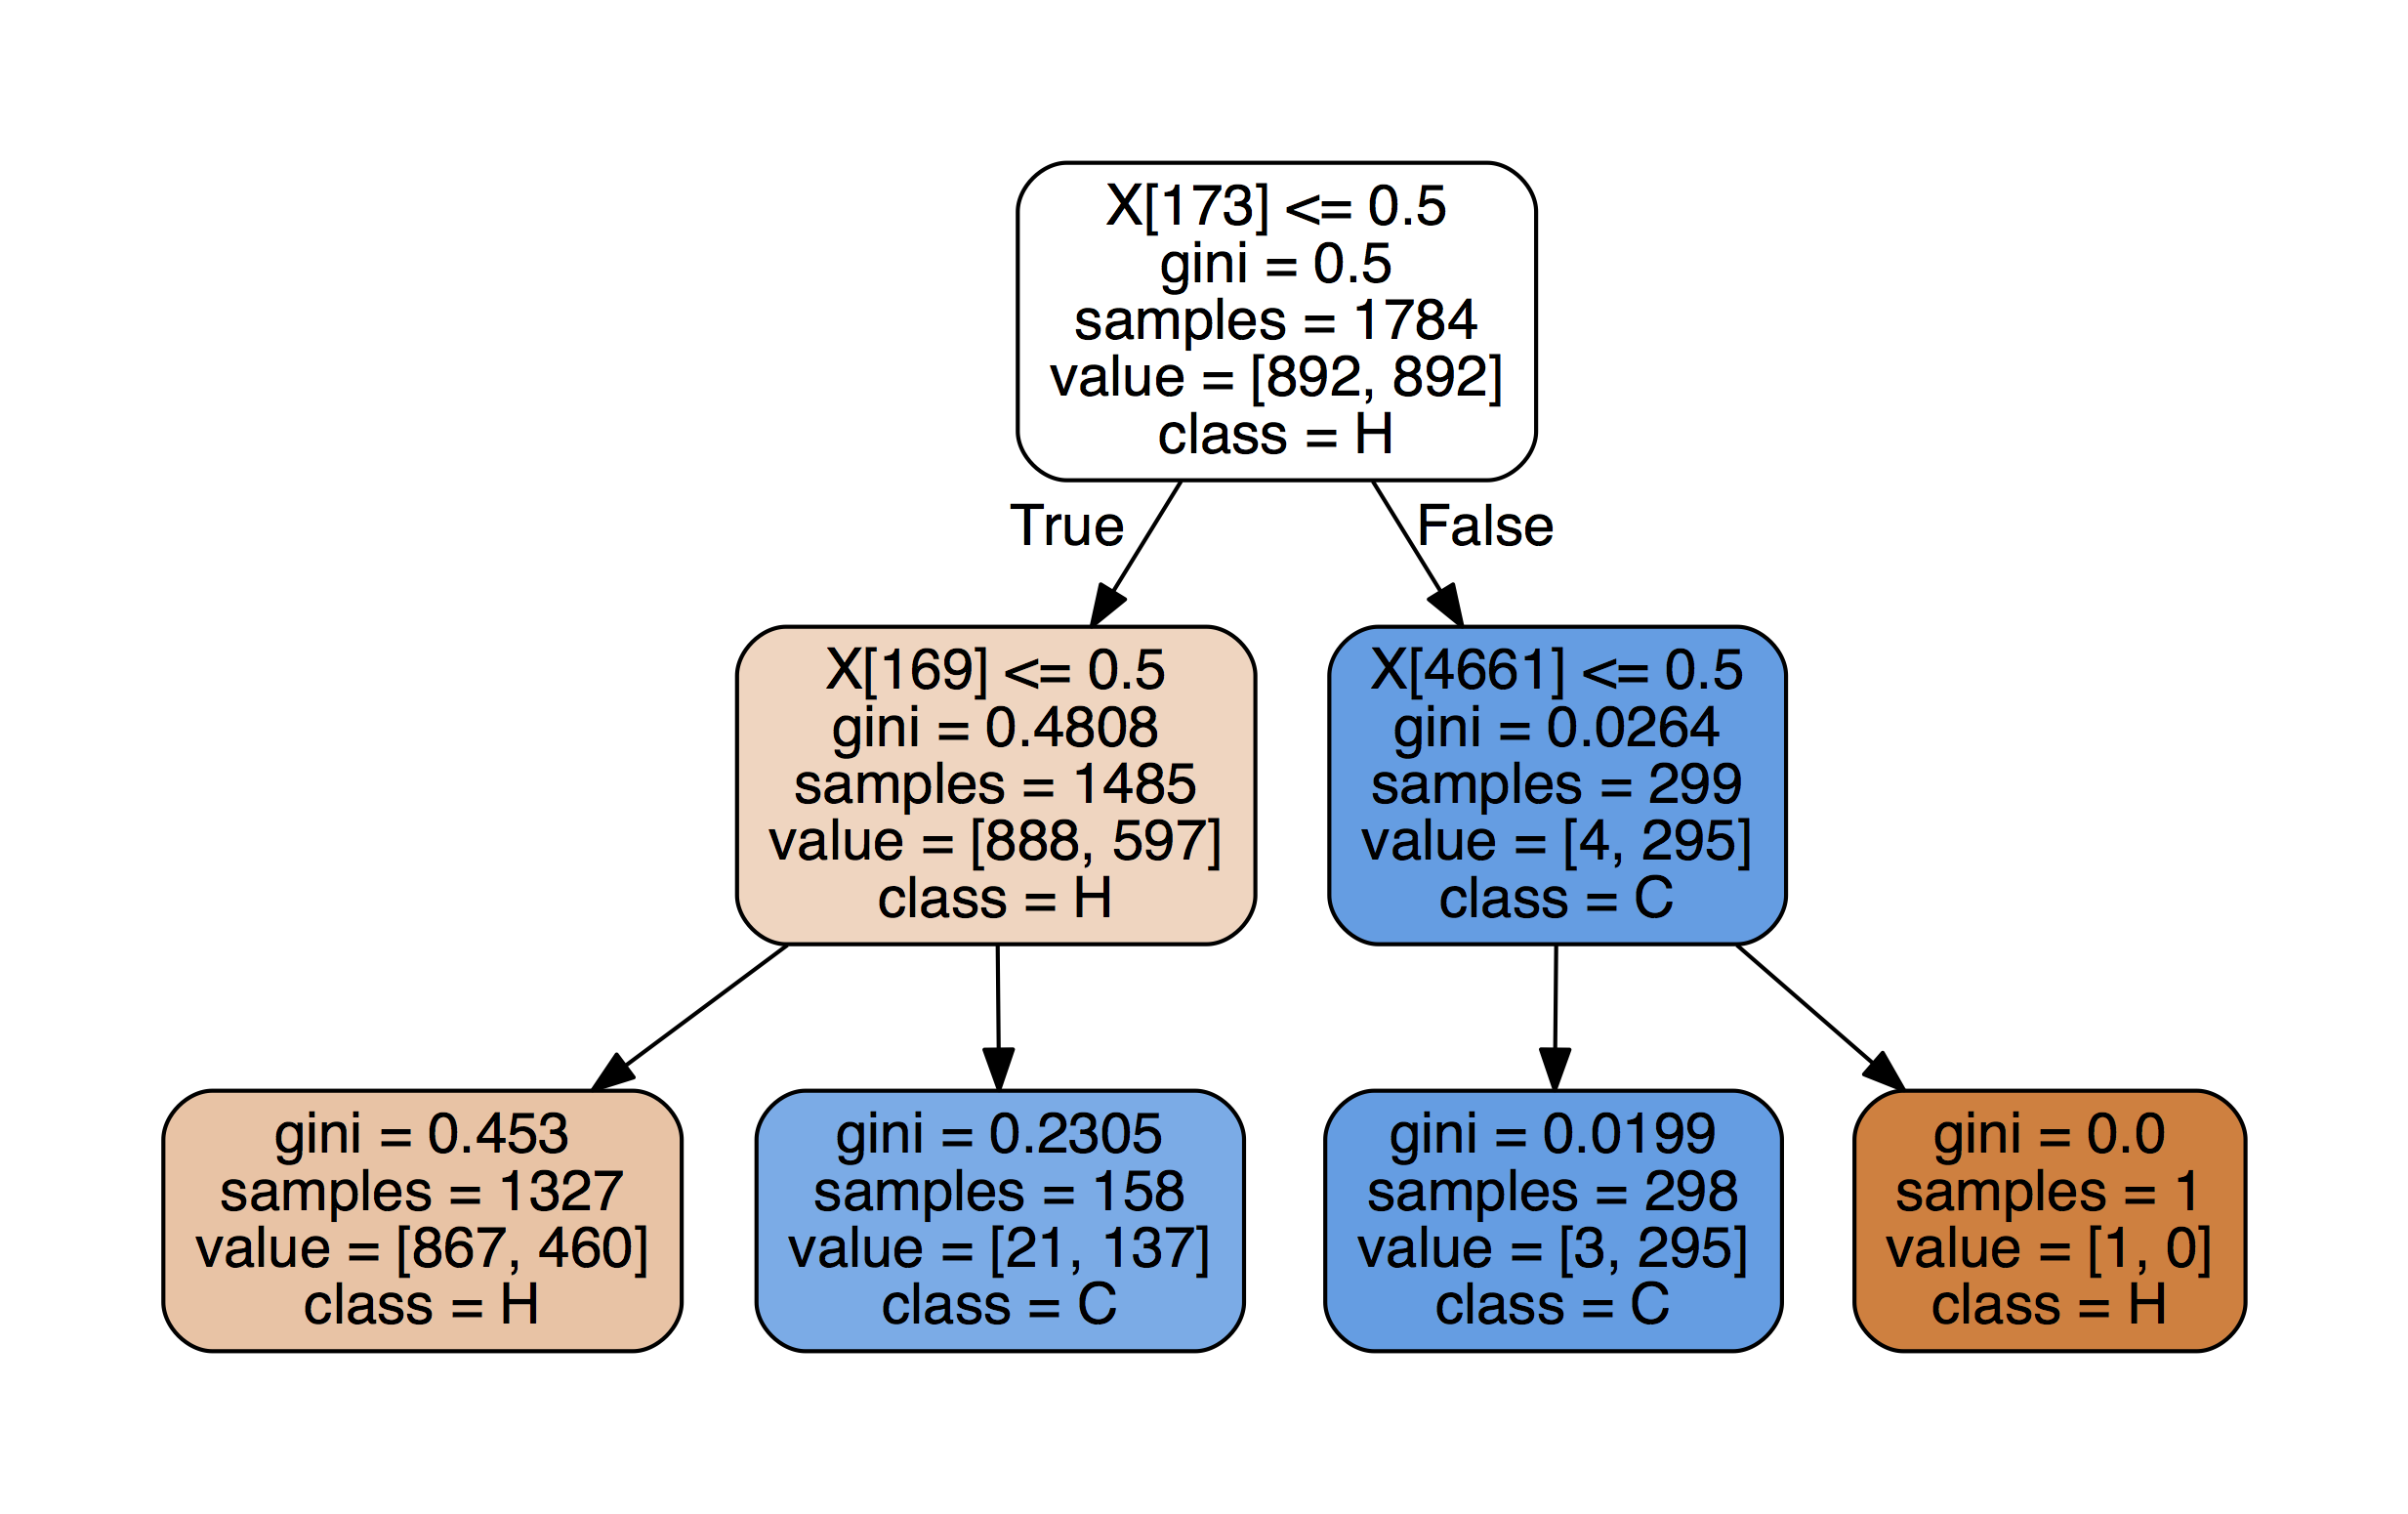 X[173] <= 0.5
gini = 0.5
samples = 1784
value = [892, 892]
class = H
True
False
X[169] <= 0.5
gini = 0.4808
samples = 1485
value = [888, 597]
class = H
X[4661] <= 0.5
gini = 0.0264
samples = 299
value = [4, 295]
class = C
gini = 0.453
samples = 1327
value = [867, 460]
class = H
gini = 0.2305
samples = 158
value = [21, 137]
class = C
gini = 0.0199
samples = 298
value = [3, 295]
class = C
gini = 0.0
samples = 1
value = [1, 0]
class = H